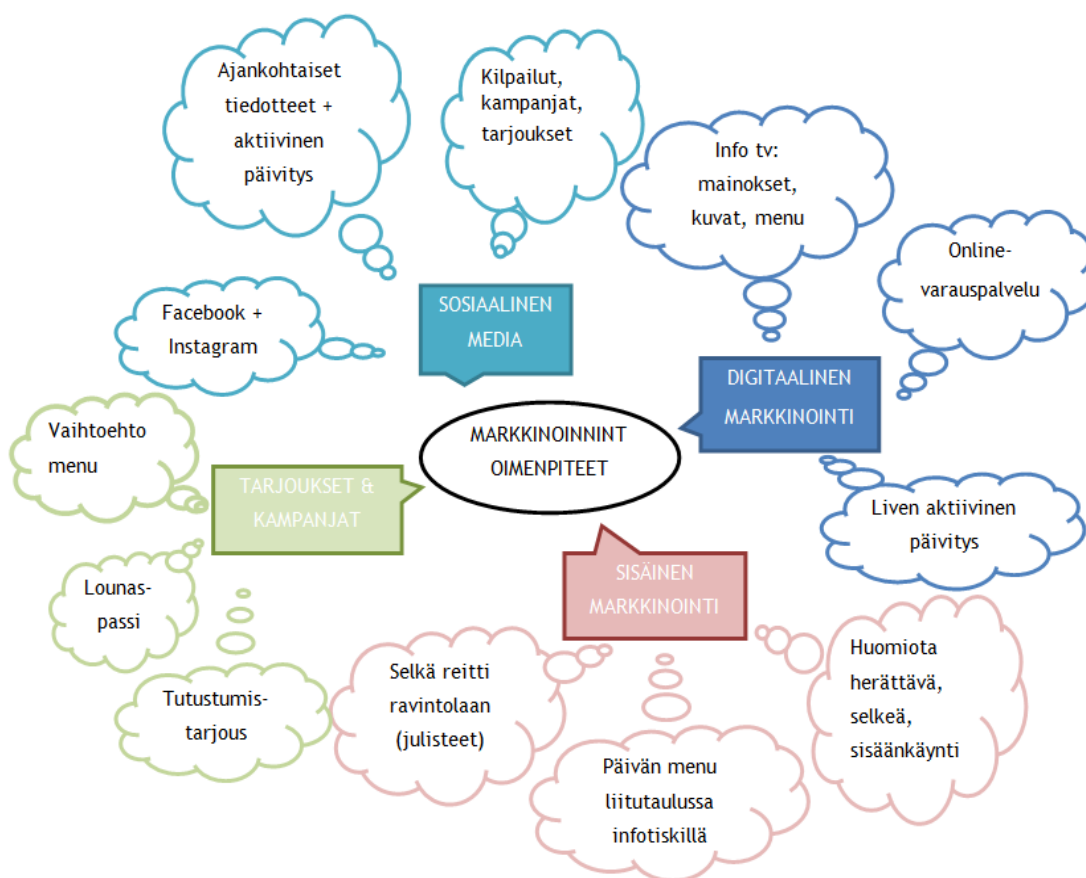 Ajankohtaiset
tiedotteet +
aktiivinen
päivitys
Kilpailut,
kampanjat,
tarjoukset
Info tv:
mainokset,
kuvat, menu
Online-
varauspalvelu
Facebook +
Instagram
SOSIAALINEN
MEDIA
DIGITAALINEN
MARKKINOINTI
Vaihtoehto
menu
MARKKINOINNINT
OIMENPITEET
TARJOUKSET &
KAMPANJAT
Liven aktiivinen
päivitys
Lounas-
passi
SISÄINEN
MARKKINOINTI
Tutustumis-
tarjous
Selkä reitti
ravintolaan
(julisteet)
Päivän menu
liitutaulussa
infotiskillä
Huomiota
herättävä,
selkeä,
sisäänkäynti